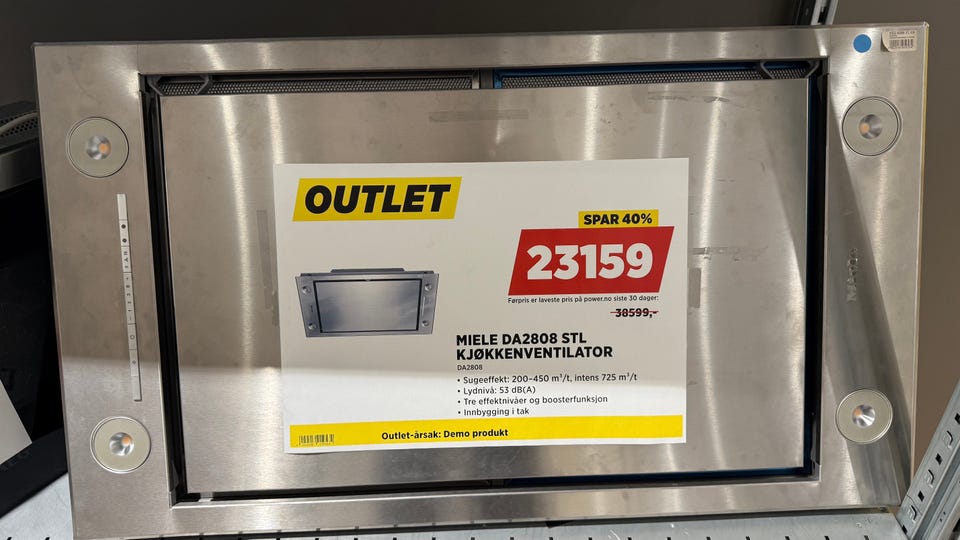 OUTLET
SPAR 40%
23159
Førpris er laveste pris på power.no siste 30 dager:
38599,-
MIELE DA2808 STL
KJØKKENVENTILATOR
DA2808
• Sugeeffekt: 200–450 m³/t, intens 725 m³/t
• Lydnivå: 53 dB(A)
• Tre effektnivåer og boosterfunksjon
• Innbygging i tak
Outlet-årsak: Demo produkt
Miele